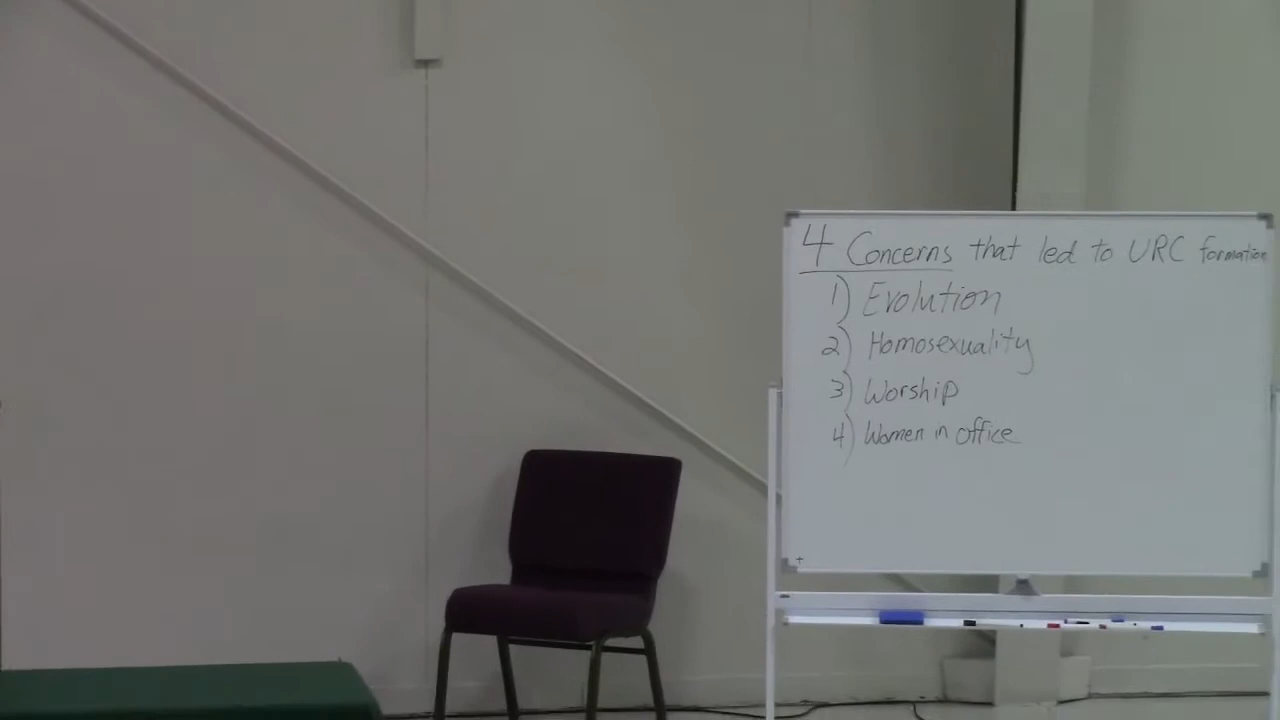 4 Concerns that led to URC formation
1) Evolution
2) Homosexuality
3) Worship
4) Women in office